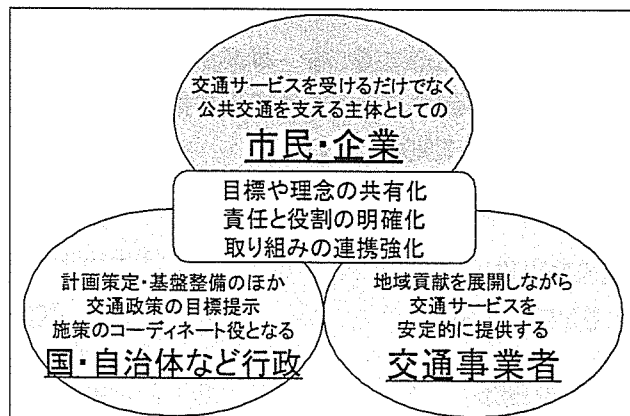 交通サービスを受けるだけでなく
公共交通を支える主体としての
市民・企業
目標や理念の共有化
責任と役割の明確化
取り組みの連携強化
計画策定・基盤整備のほか
交通政策の目標提示
施策のコーディネート役となる
国・自治体など行政
地域貢献を展開しながら
交通サービスを
安定的に提供する
交通事業者